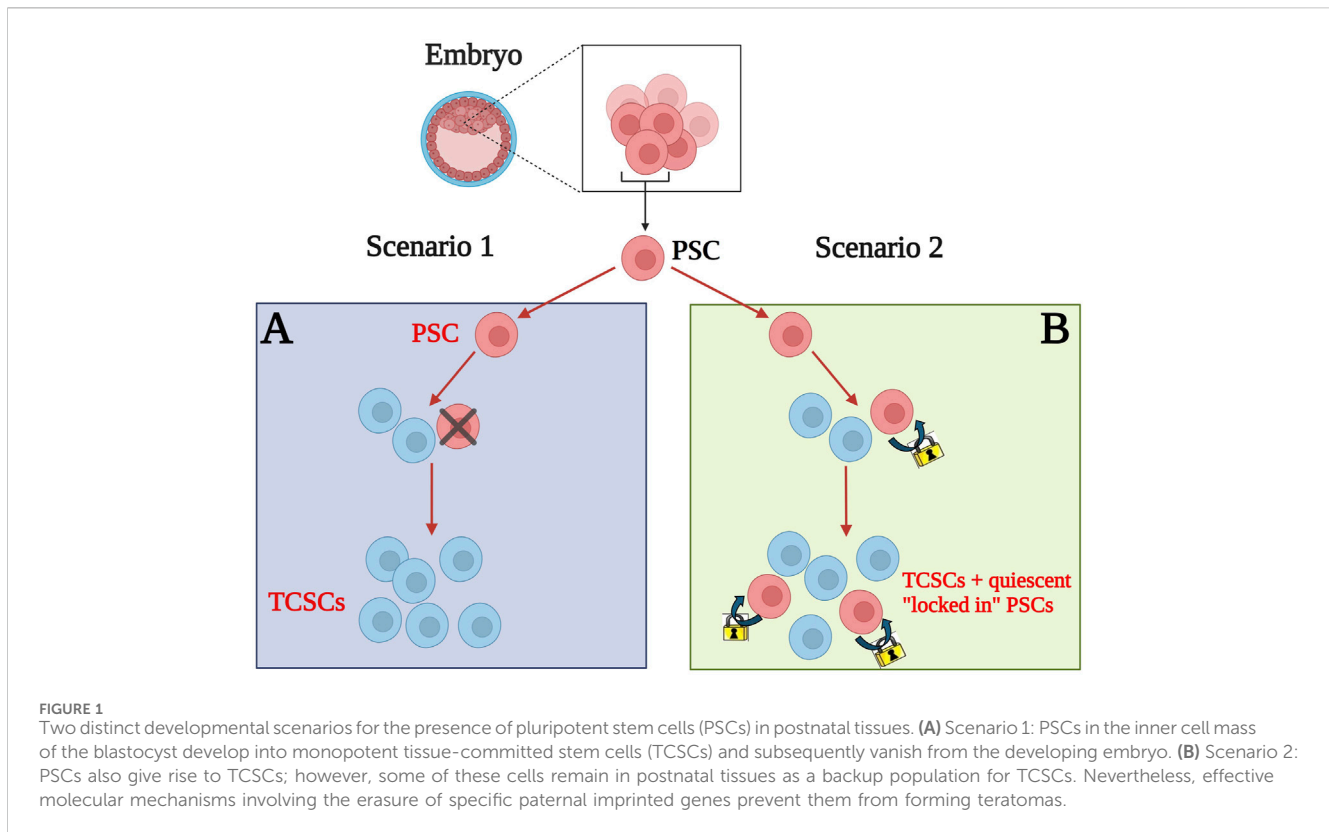 Embryo
Scenario 1
PSC
Scenario 2
A
PSC
TCSCs
B
TCSCs + quiescent
"locked in" PSCs
FIGURE 1
Two distinct developmental scenarios for the presence of pluripotent stem cells (PSCs) in postnatal tissues. (A) Scenario 1: PSCs in the inner cell mass
of the blastocyst develop into monopotent tissue-committed stem cells (TCSCs) and subsequently vanish from the developing embryo. (B) Scenario 2:
PSCs also give rise to TCSCs; however, some of these cells remain in postnatal tissues as a backup population for TCSCs. Nevertheless, effective
molecular mechanisms involving the erasure of specific paternal imprinted genes prevent them from forming teratomas.